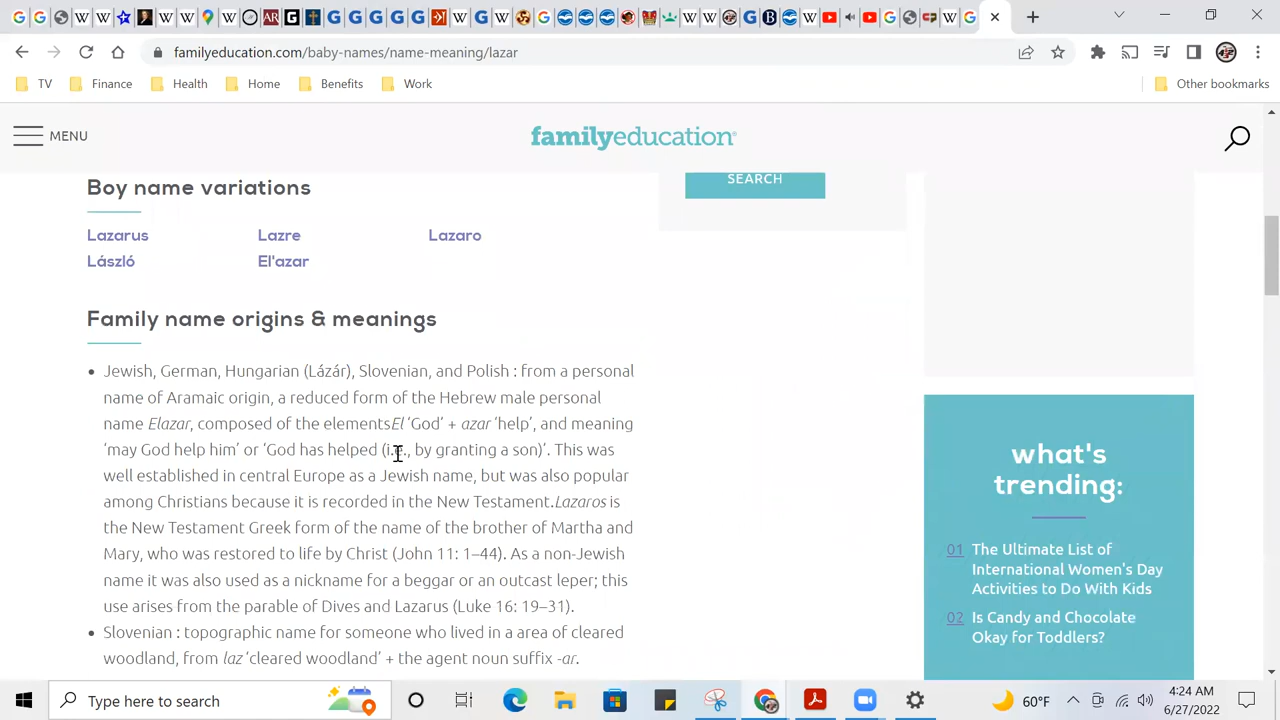 familyeducation.com/baby-names/name-meaning/lazar
TV Finance Health Home Benefits Work Other bookmarks
MENU
familyeducation
SEARCH
Boy name variations
Lazarus Lazre Lazaro
László El'azar
Family name origins & meanings
Jewish, German, Hungarian (Lázár), Slovenian, and Polish : from a personal
name of Aramaic origin, a reduced form of the Hebrew male personal
name Elazar, composed of the elementsEl ‘God’ + azar ‘help’, and meaning
‘may God help him’ or ‘God has helped (i.e., by granting a son)’. This was
well established in central Europe as a Jewish name, but was also popular
among Christians because it is recorded in the New Testament.Lazaros is
the New Testament Greek form of the name of the brother of Martha and
Mary, who was restored to life by Christ (John 11: 1–44). As a non-Jewish
name it was also used as a nickname for a beggar or an outcast leper; this
use arises from the parable of Dives and Lazarus (Luke 16: 19–31).
Slovenian : topographic name for someone who lived in a area of cleared
woodland, from laz ‘cleared woodland’ + the agent noun suffix -ar.
what's
trending:
01 The Ultimate List of
International Women's Day
Activities to Do With Kids
02 Is Candy and Chocolate
Okay for Toddlers?
Type here to search
60°F
4:24 AM
6/27/2022